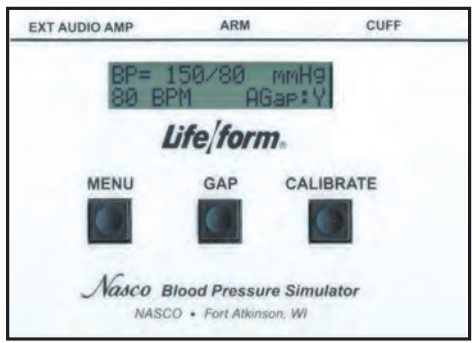 EXT AUDIO AMP ARM CUFF
BP= 150/80 mmHg
80 BPM AGap:Y
Life/form®
MENU GAP CALIBRATE
Nasco Blood Pressure Simulator
NASCO • Fort Atkinson, WI